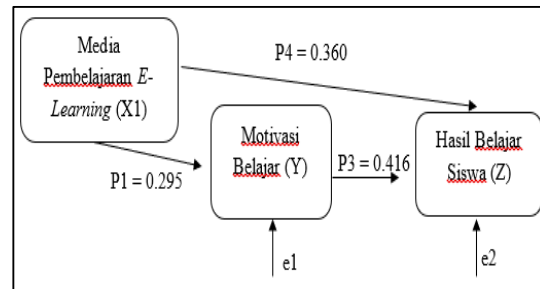 Media
Pembelajaran E-
Learning (X1)
P4 = 0.360
Motivasi
Belajar (Y)
Hasil Belajar
Siswa (Z)
P1 = 0.295
P3 = 0.416
e1
e2